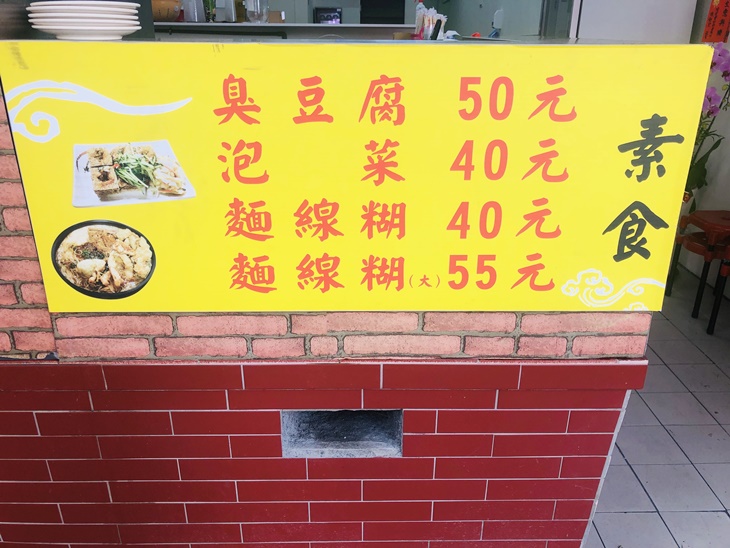 臭豆腐 50元
泡菜 40元
麵線糊 40元
麵線糊(大)55元
素食